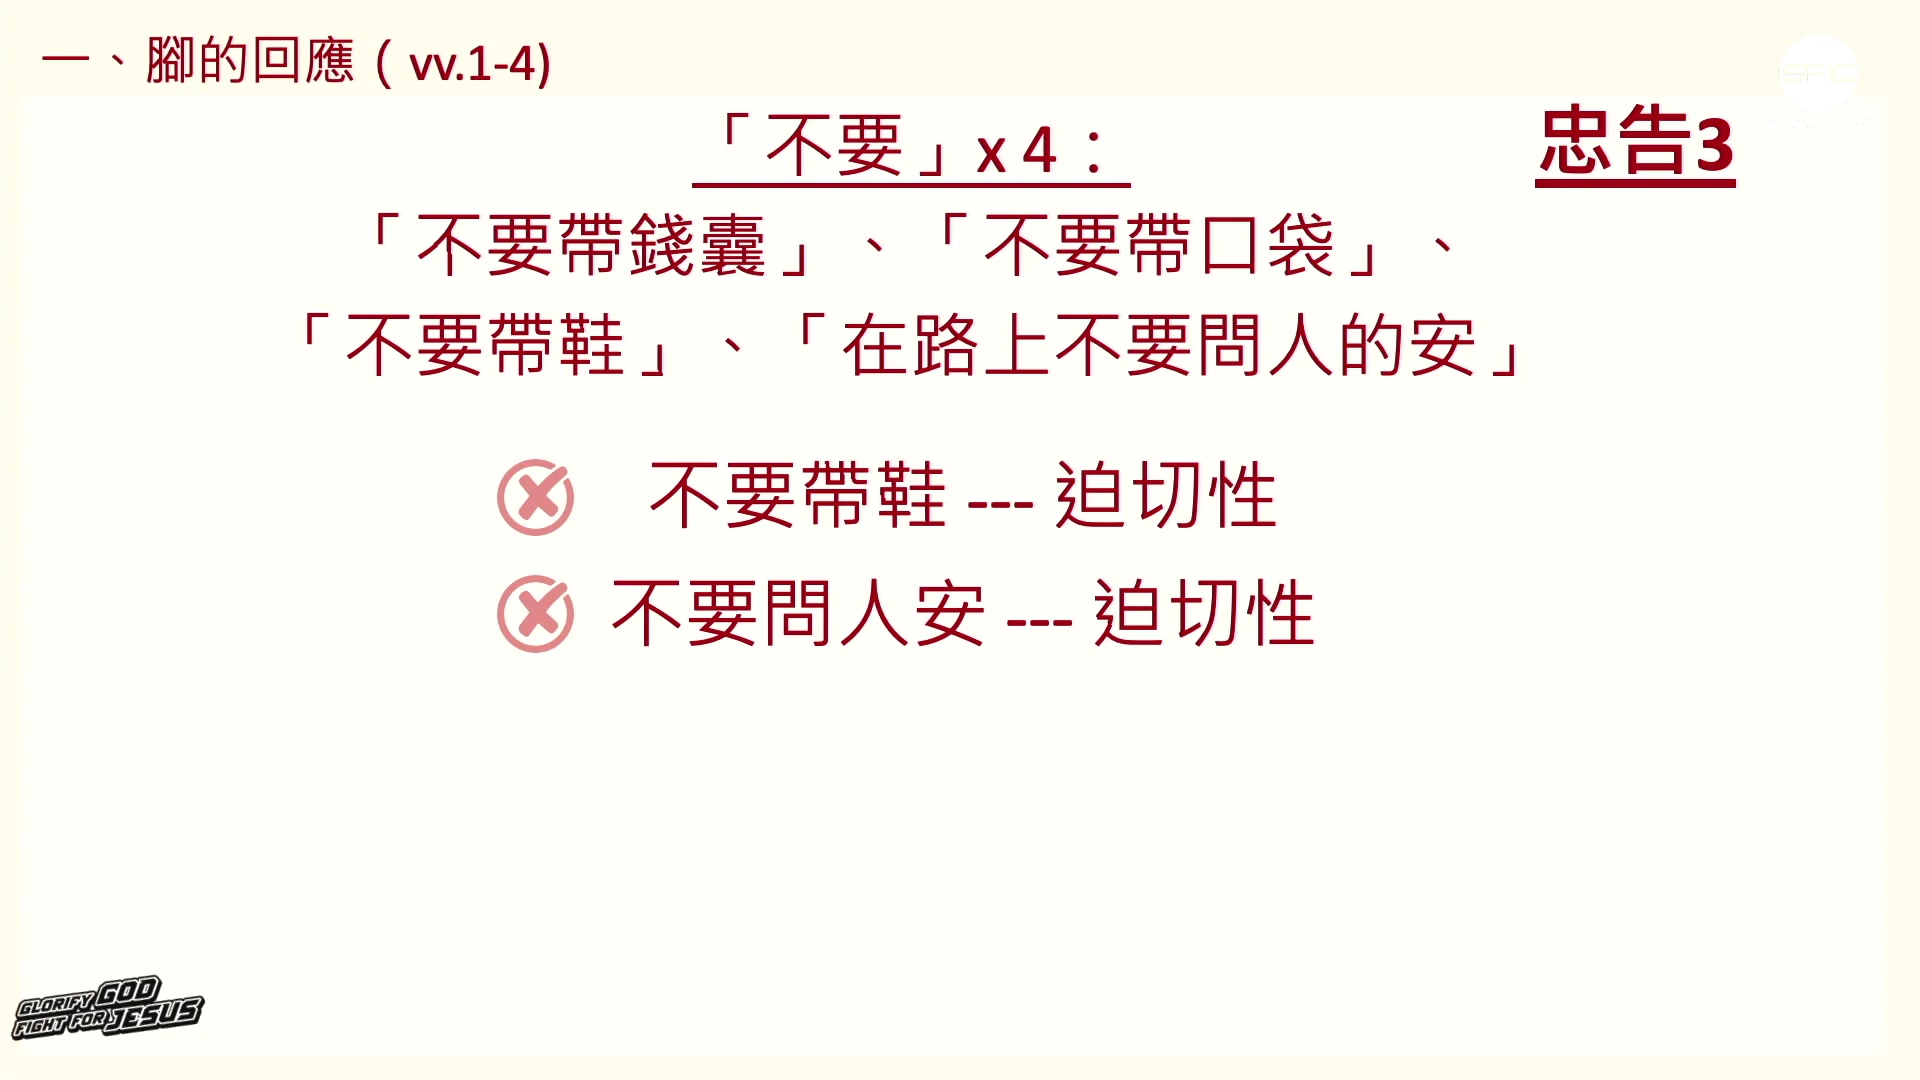 一、腳的回應（vv.1-4)
忠告3
「不要」x 4：
「不要帶錢囊」、「不要帶口袋」、
「不要帶鞋」、「在路上不要問人的安」
不要帶鞋 --- 迫切性
不要問人安 --- 迫切性
GLORIFY GOD
FIGHT FOR JESUS